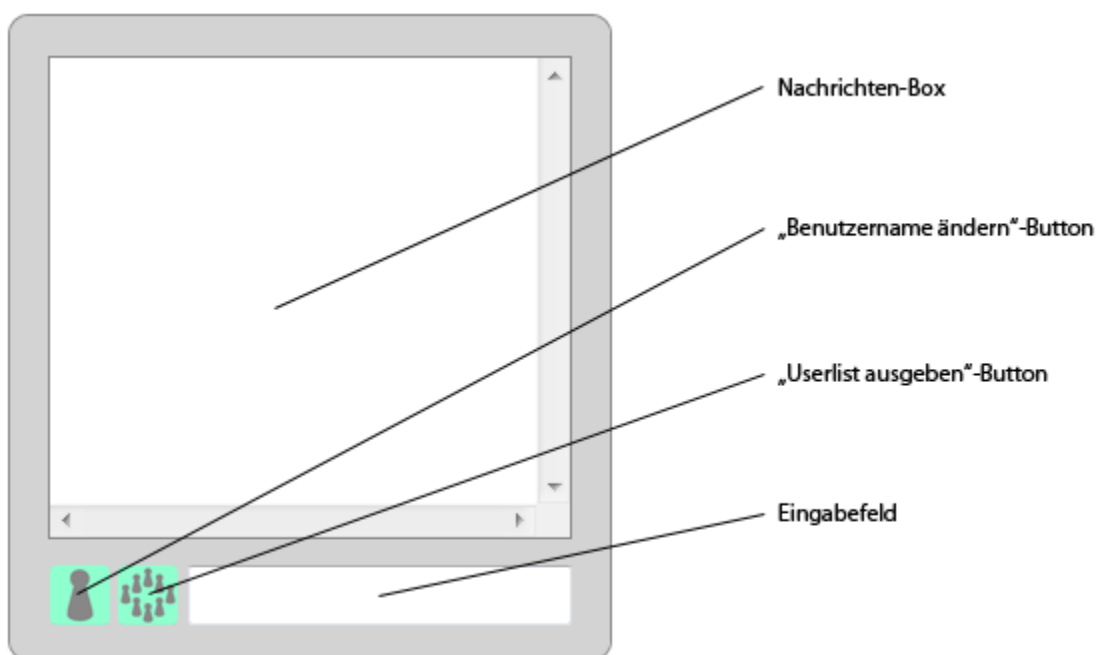 Nachrichten-Box
„Benutzername ändern“-Button
„Userlist ausgeben“-Button
Eingabefeld